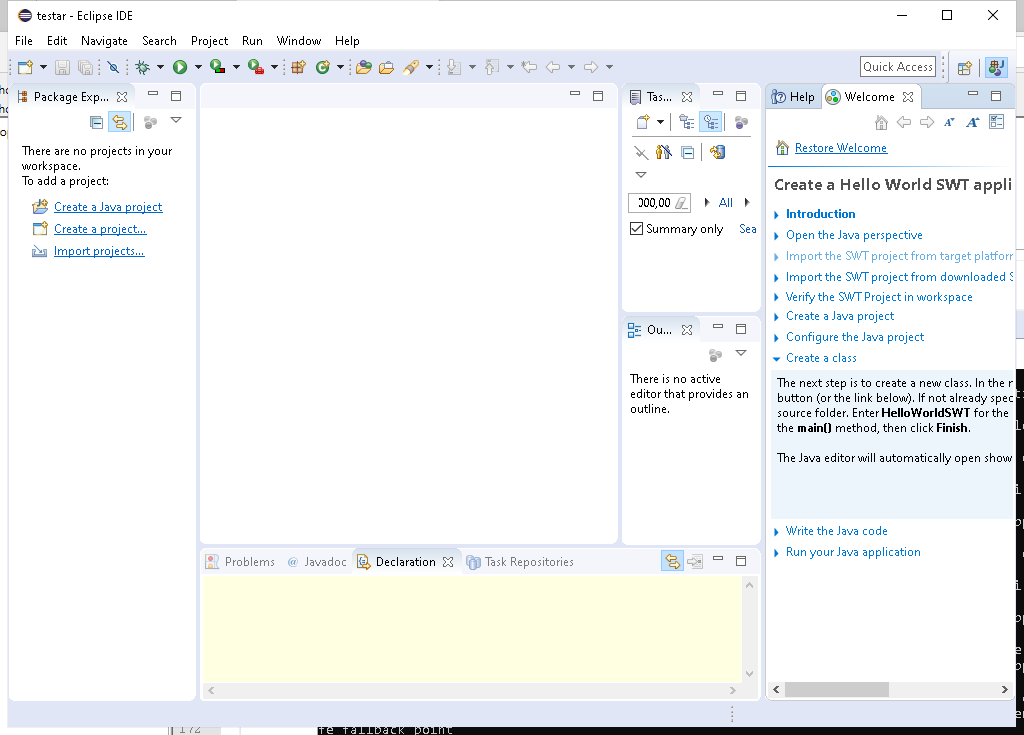 testar - Eclipse IDE
File Edit Navigate Search Project Run Window Help
Quick Access
Package Exp...
There are no projects in your
workspace.
To add a project:
Create a Java project
Create a project...
Import projects...
Tas...
000,00
All
Summary only
Sea
Ou...
There is no active
editor that provides an
outline.
Help
Welcome
Restore Welcome
Create a Hello World SWT appli
Introduction
Open the Java perspective
Import the SWT project from target platforr
Import the SWT project from downloaded S
Verify the SWT Project in workspace
Create a Java project
Configure the Java project
Create a class
The next step is to create a new class. In the r
button (or the link below). If not already spec
source folder. Enter HelloWorldSWT for the
the main() method, then click Finish.
The Java editor will automatically open show
Write the Java code
Run your Java application
Problems
@ Javadoc
Declaration
Task Repositories
172
fe fallback point